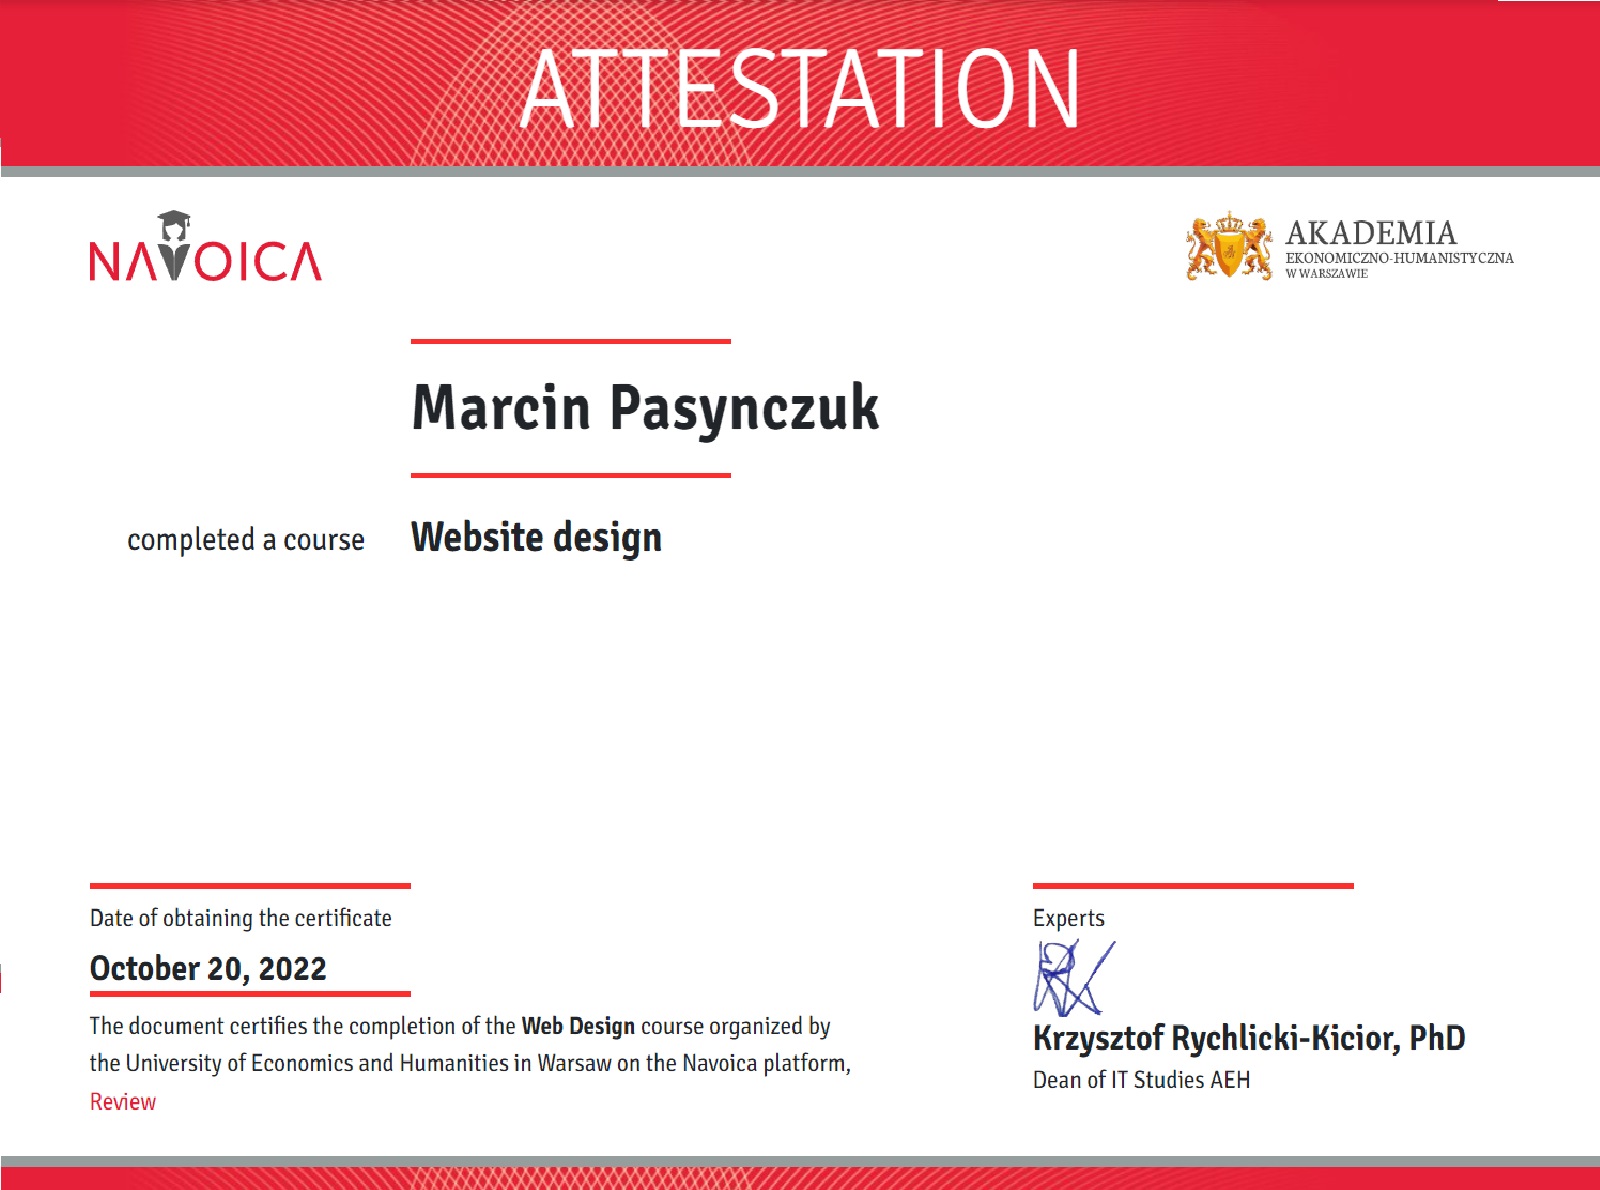 ATTESTATION
NAVOICA
AKADEMIA
EKONOMICZNO-HUMANISTYCZNA
W WARSZAWIE
Marcin Pasynczuk
completed a course Website design
Date of obtaining the certificate
October 20, 2022
The document certifies the completion of the Web Design course organized by
the University of Economics and Humanities in Warsaw on the Navoica platform,
Review
Experts
Krzysztof Rychlicki-Kicior, PhD
Dean of IT Studies AEH